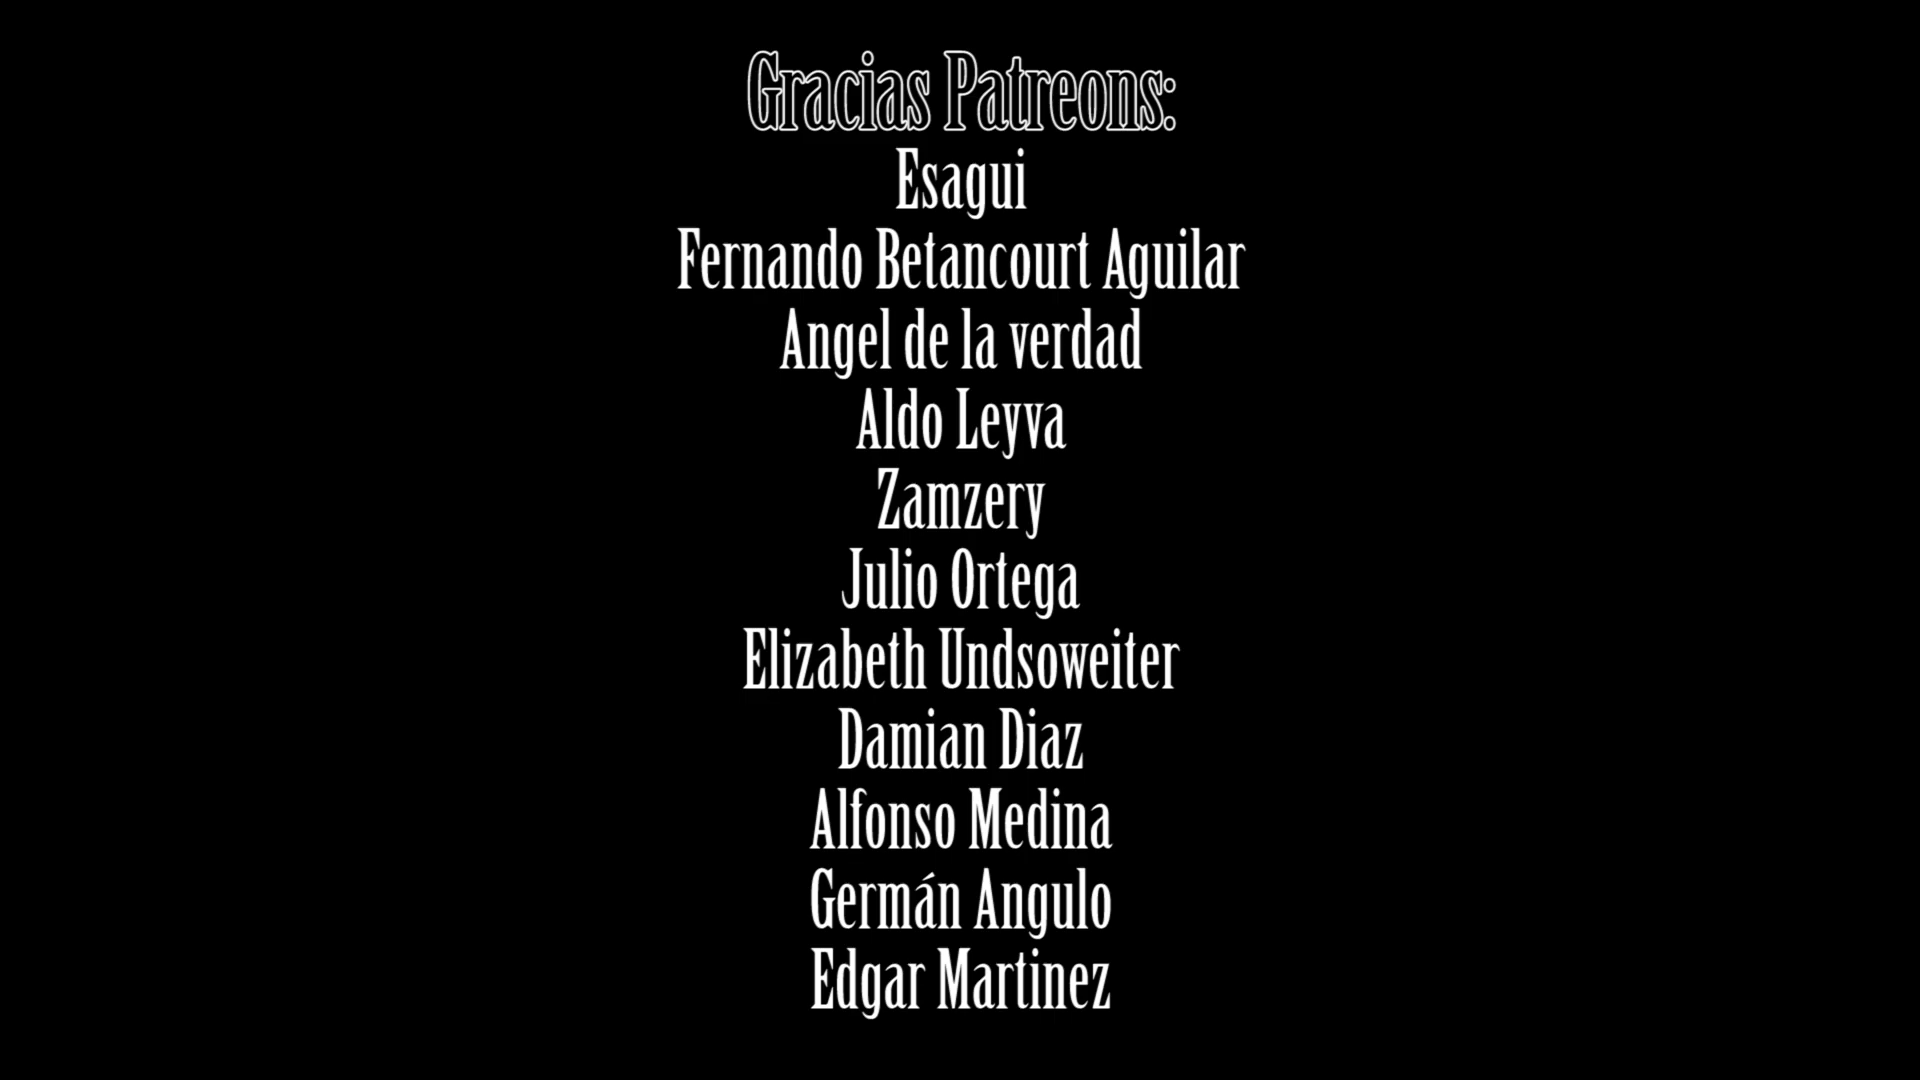 Gracias Patreons:
Esagui
Fernando Betancourt Aguilar
Angel de la verdad
Aldo Leyva
Zamzery
Julio Ortega
Elizabeth Undsoweiter
Damian Diaz
Alfonso Medina
Germán Angulo
Edgar Martinez